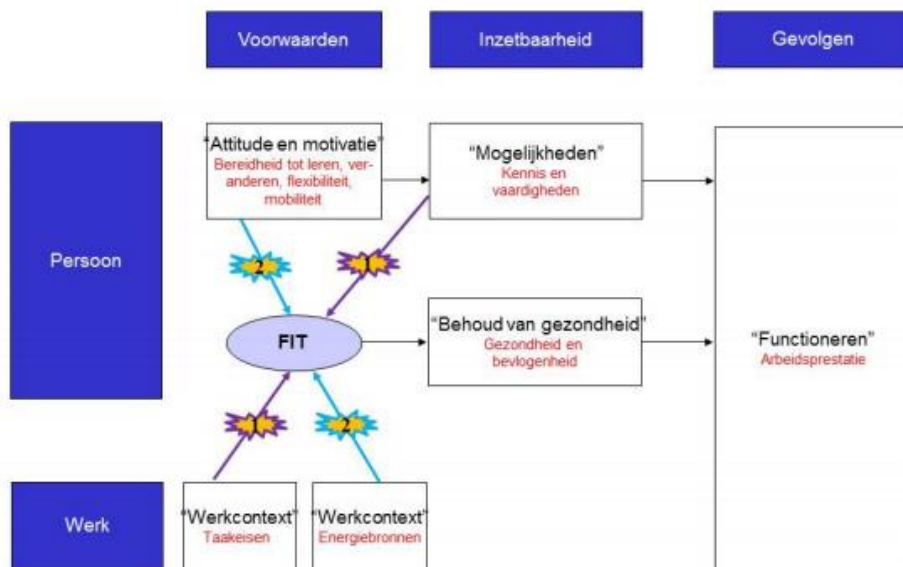 Voorwaarden
Inzetbaarheid
Gevolgen
Persoon
“Attitude en motivatie”
Bereidheid tot leren, ver-
anderen, flexibiliteit,
mobiliteit
“Mogelijkheden”
Kennis en
vaardigheden
2
1
FIT
“Behoud van gezondheid”
Gezondheid en
bevlogenheid
“Functioneren”
Arbeidsprestatie
1
2
Werk
“Werkcontext”
Taakeisen
“Werkcontext”
Energiebronnen